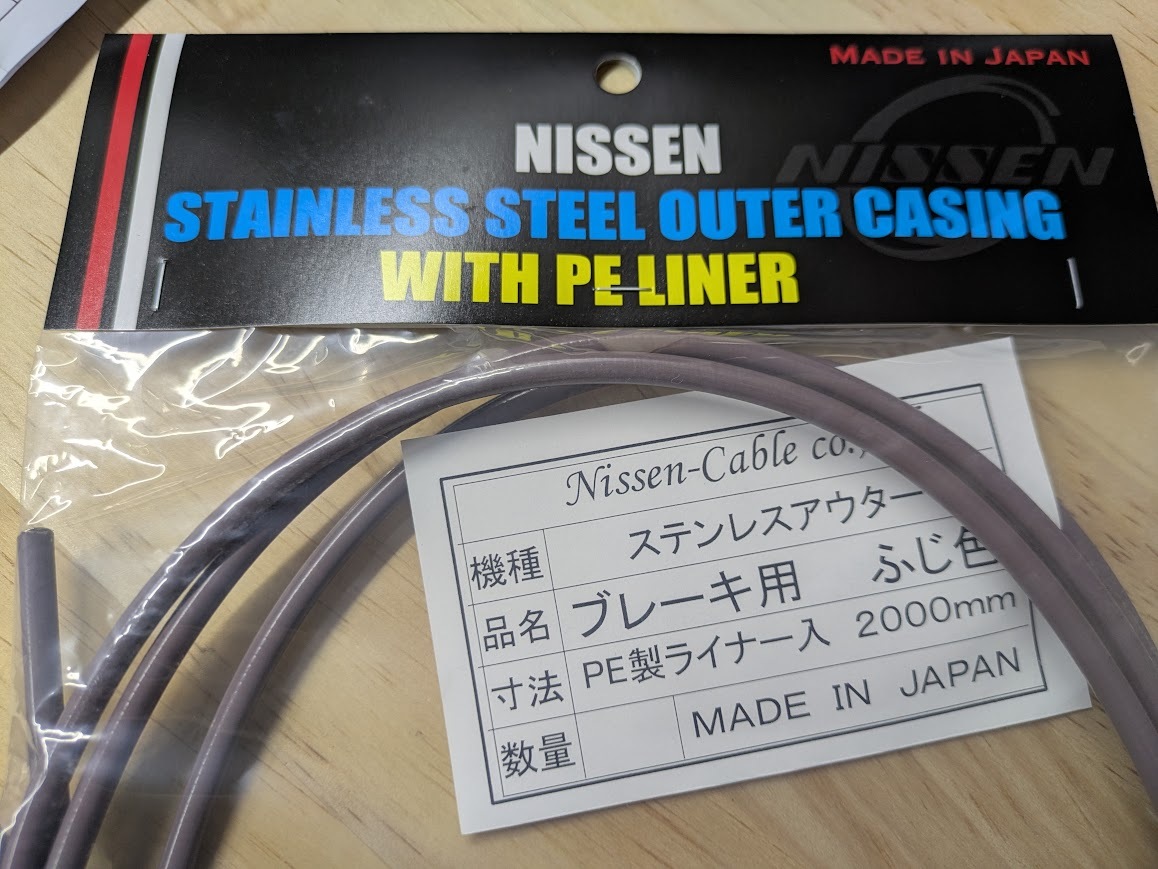 MADE IN JAPAN
NISSEN
NISSEN
STAINLESS STEEL OUTER CASING
WITH PE LINER
Nissen-Cable co.,
機種 ステンレスアウター
品名 ブレーキ用 ふじ色
寸法 PE製ライナー入 2000mm
数量 MADE IN JAPAN